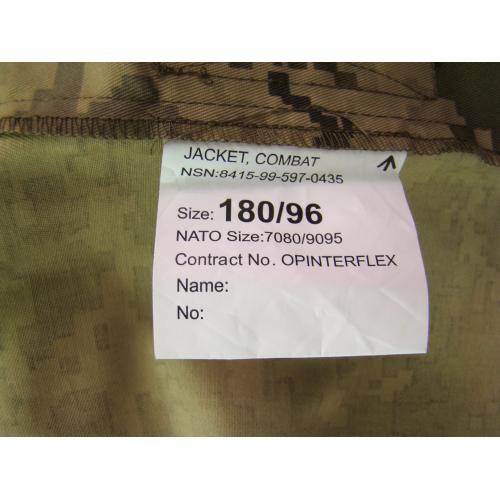 JACKET, COMBAT
NSN:8415-99-597-0435
Size: 180/96
NATO Size:7080/9095
Contract No. OPINTERFLEX
Name:
No: